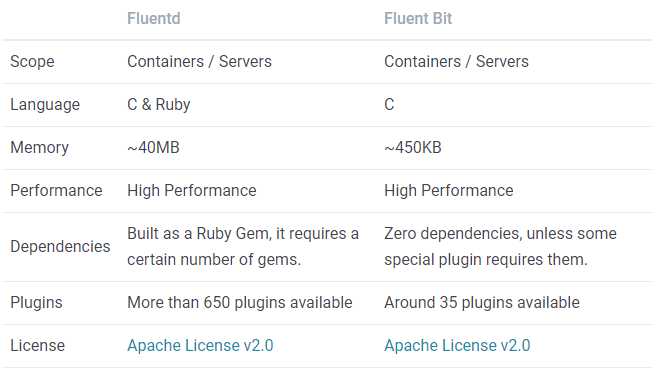 Fluentd Fluent Bit
Scope Containers / Servers Containers / Servers
Language C & Ruby C
Memory ~40MB ~450KB
Performance High Performance High Performance
Dependencies Built as a Ruby Gem, it requires a certain number of gems. Zero dependencies, unless some special plugin requires them.
Plugins More than 650 plugins available Around 35 plugins available
License Apache License v2.0 Apache License v2.0